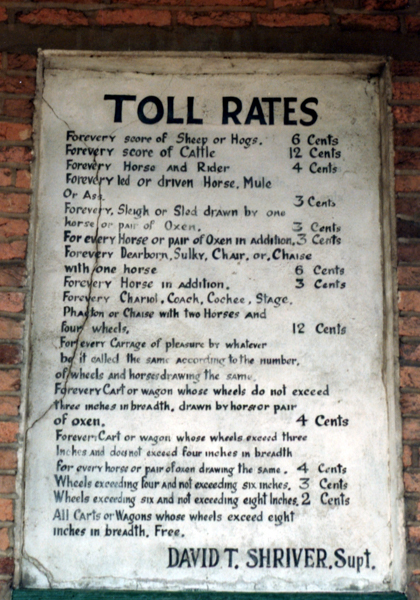 TOLL RATES
Forevery score of Sheep or Hogs. 6 Cents
Forevery score of Cattle 12 Cents
Forevery Horse and Rider 4 Cents
Forevery led or driven Horse, Mule
Or Ass. 3 Cents
Forevery, Sleigh or Sled drawn by one
horse or pair of Oxen. 3 Cents
For every Horse or pair of Oxen in addition. 3 Cents
Forevery Dearborn, Sulky, Chair, or, Chaise
with one horse 6 Cents
Forevery Horse in addition. 3 Cents
Forevery Chariot, Coach, Cochee, Stage,
Phaeton or Chaise with two Horses and
four wheels. 12 Cents
For every Carrage of pleasure by whatever
be it called the same according to the number,
of wheels and horses drawing the same.
Forevery Cart or wagon whose wheels do not exceed
three inches in breadth, drawn by horse or pair
of oxen. 4 Cents
Forevery Cart or wagon whose wheels exceed three
Inches and does not exceed four inches in breadth
for every horse or pair of oxen drawing the same. 4 Cents
Wheels exceeding four and not exceeding six inches. 3 Cents
Wheels exceeding six and not exceeding eight Inches. 2 Cents
All Carts or Wagons whose wheels exceed eight
inches in breadth, Free.
DAVID T. SHRIVER. Supt.